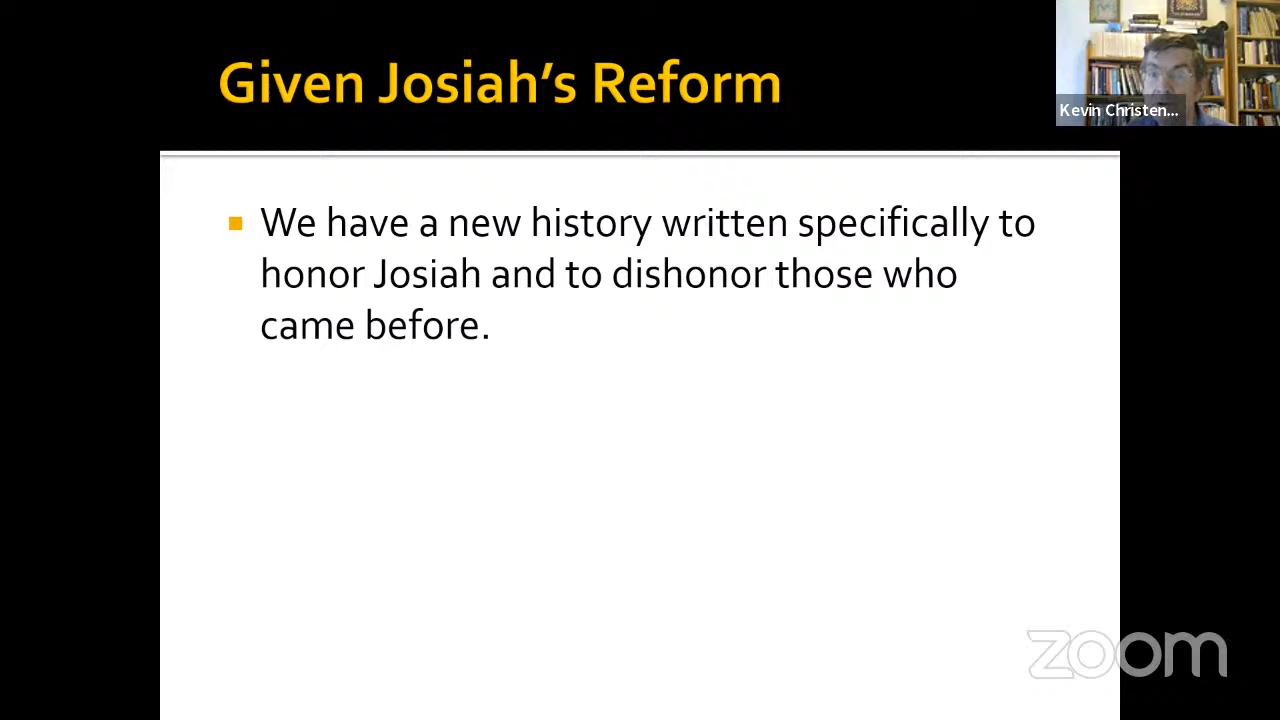 Given Josiah’s Reform
Kevin Christen...
▪ We have a new history written specifically to
honor Josiah and to dishonor those who
came before.
zoom